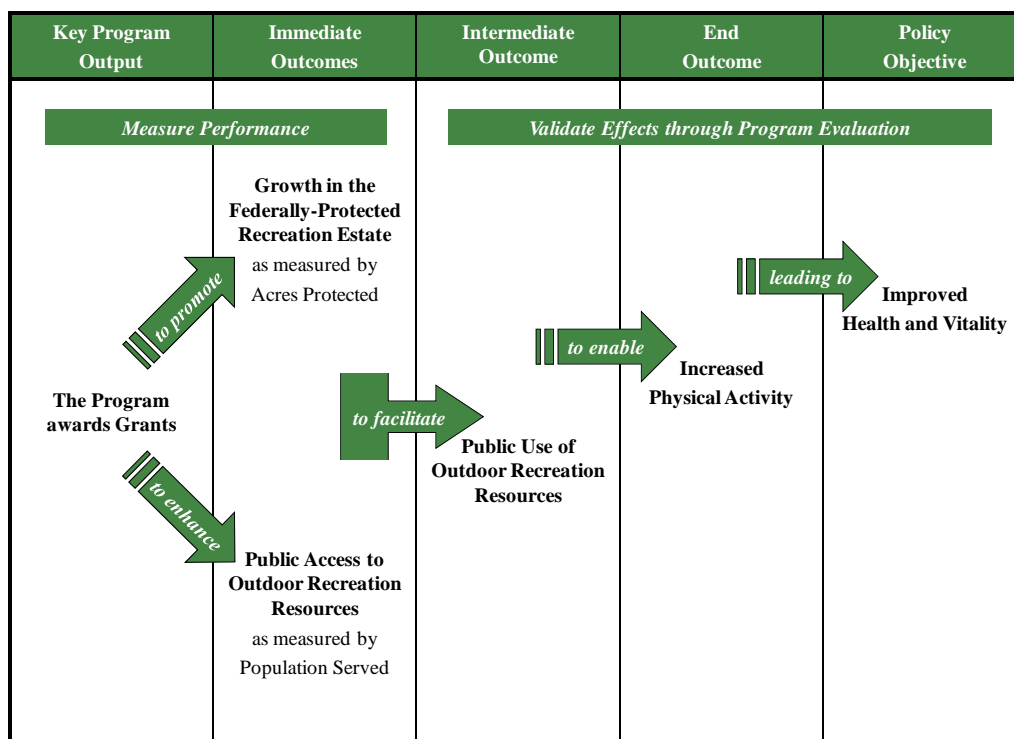 Key Program
Output
Immediate
Outcomes
Intermediate
Outcome
End
Outcome
Policy
Objective
Measure Performance
Validate Effects through Program Evaluation
The Program
awards Grants
to promote
Growth in the
Federally-Protected
Recreation Estate
as measured by
Acres Protected
to enhance
Public Access to
Outdoor Recreation
Resources
as measured by
Population Served
to facilitate
Public Use of
Outdoor Recreation
Resources
to enable
Increased
Physical Activity
leading to
Improved
Health and Vitality